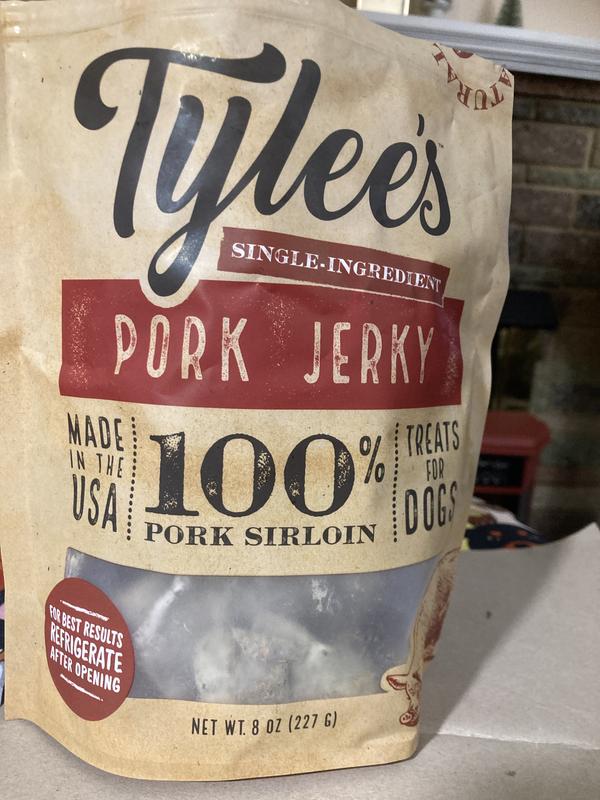 Tylee's
SINGLE-INGREDIENT
PORK JERKY
MADE
IN THE
USA
100%
PORK SIRLOIN
TREATS
FOR
DOGS
FOR BEST RESULTS
REFRIGERATE
AFTER OPENING
NET WT. 8 OZ (227 G)